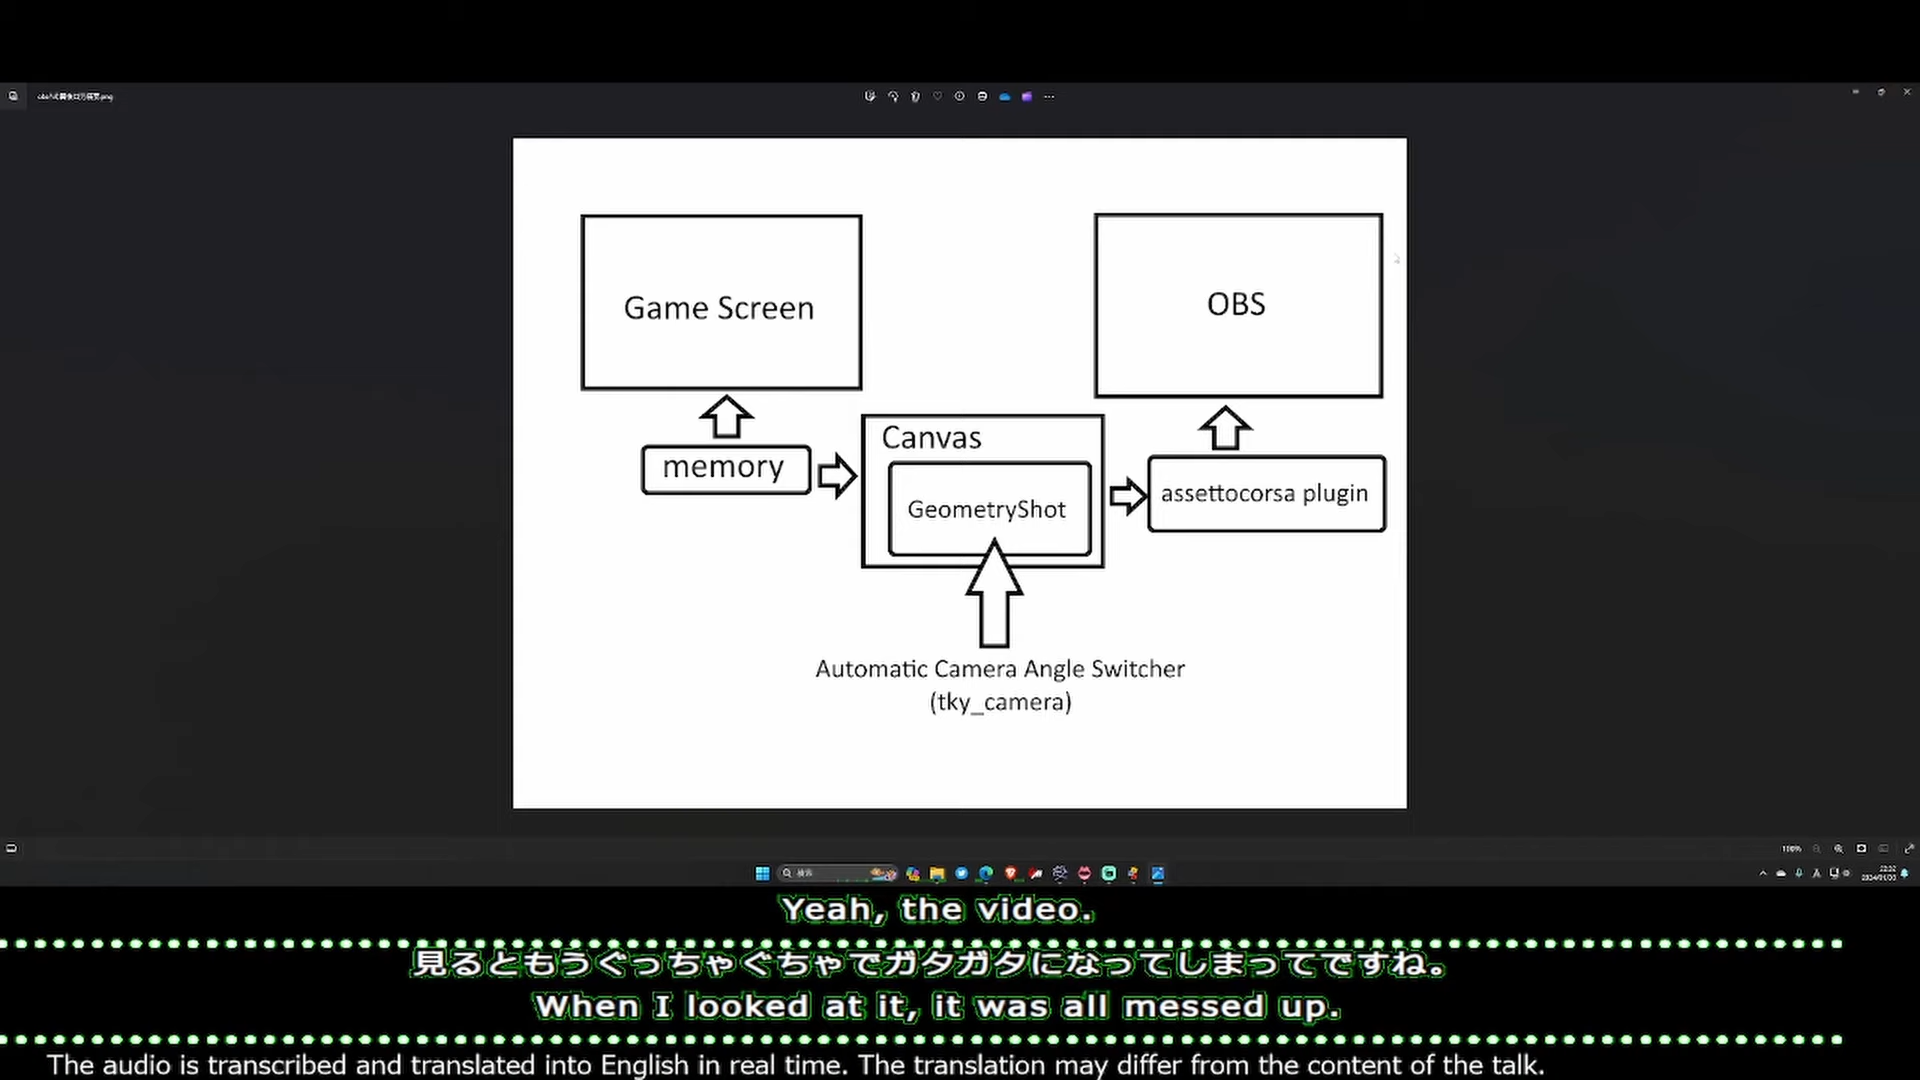 Game Screen
OBS
memory
Canvas
GeometryShot
assettocorsa plugin
Automatic Camera Angle Switcher
(tky_camera)
100%
検索
Yeah, the video.
見るともうぐっちゃぐちゃでガタガタになってしまってですね。
When I looked at it, it was all messed up.
The audio is transcribed and translated into English in real time. The translation may differ from the content of the talk.